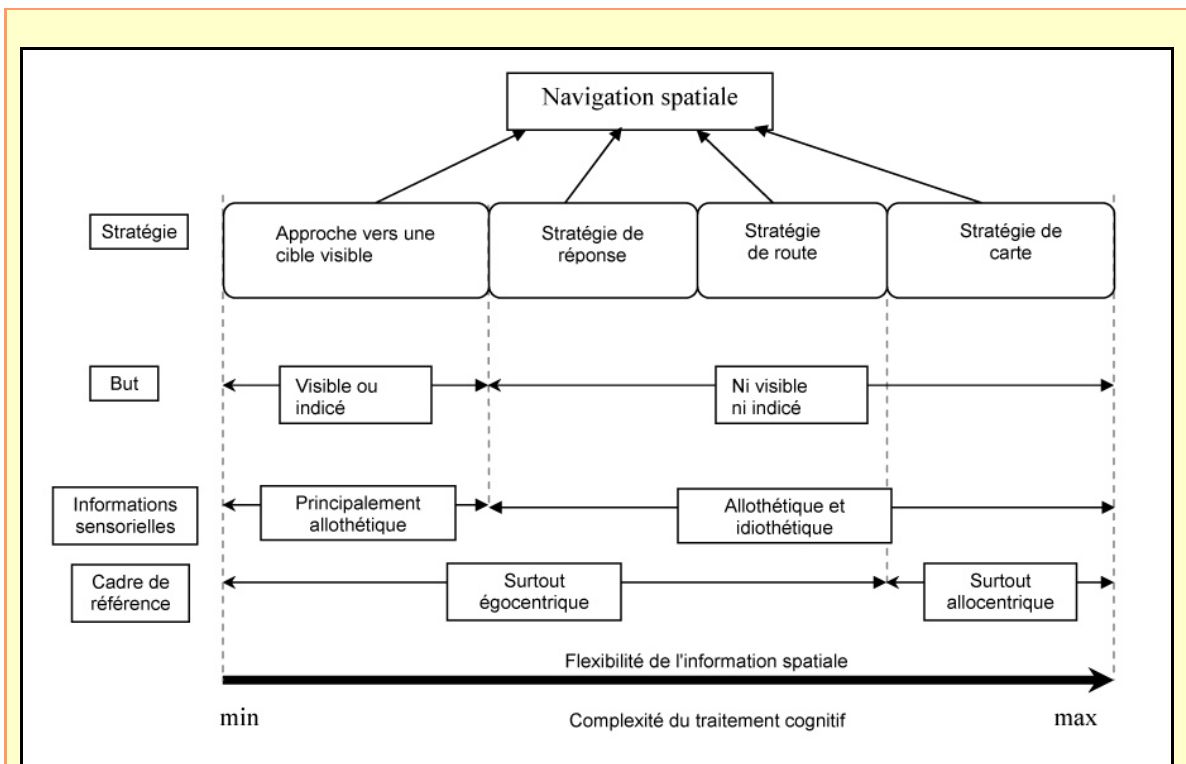 Navigation spatiale
Stratégie
Approche vers une
cible visible
Stratégie de
réponse
Stratégie
de route
Stratégie de
carte
But
Visible ou
indicé
Ni visible
ni indicé
Informations
sensorielles
Principalement
allothétique
Allothétique et
idiothétique
Cadre de
référence
Surtout
égocentrique
Surtout
allocentrique
Flexibilité de l'information spatiale
min
Complexité du traitement cognitif
max